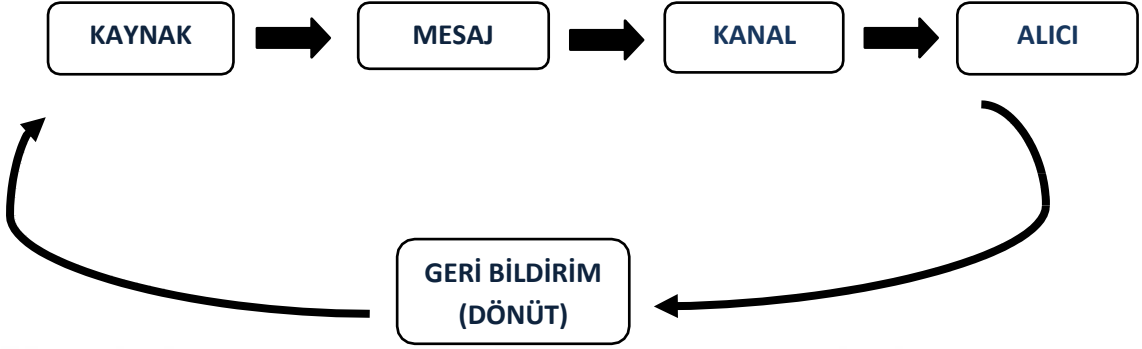 KAYNAK
MESAJ
KANAL
ALICI
GERİ BİLDİRİM
(DÖNÜT)